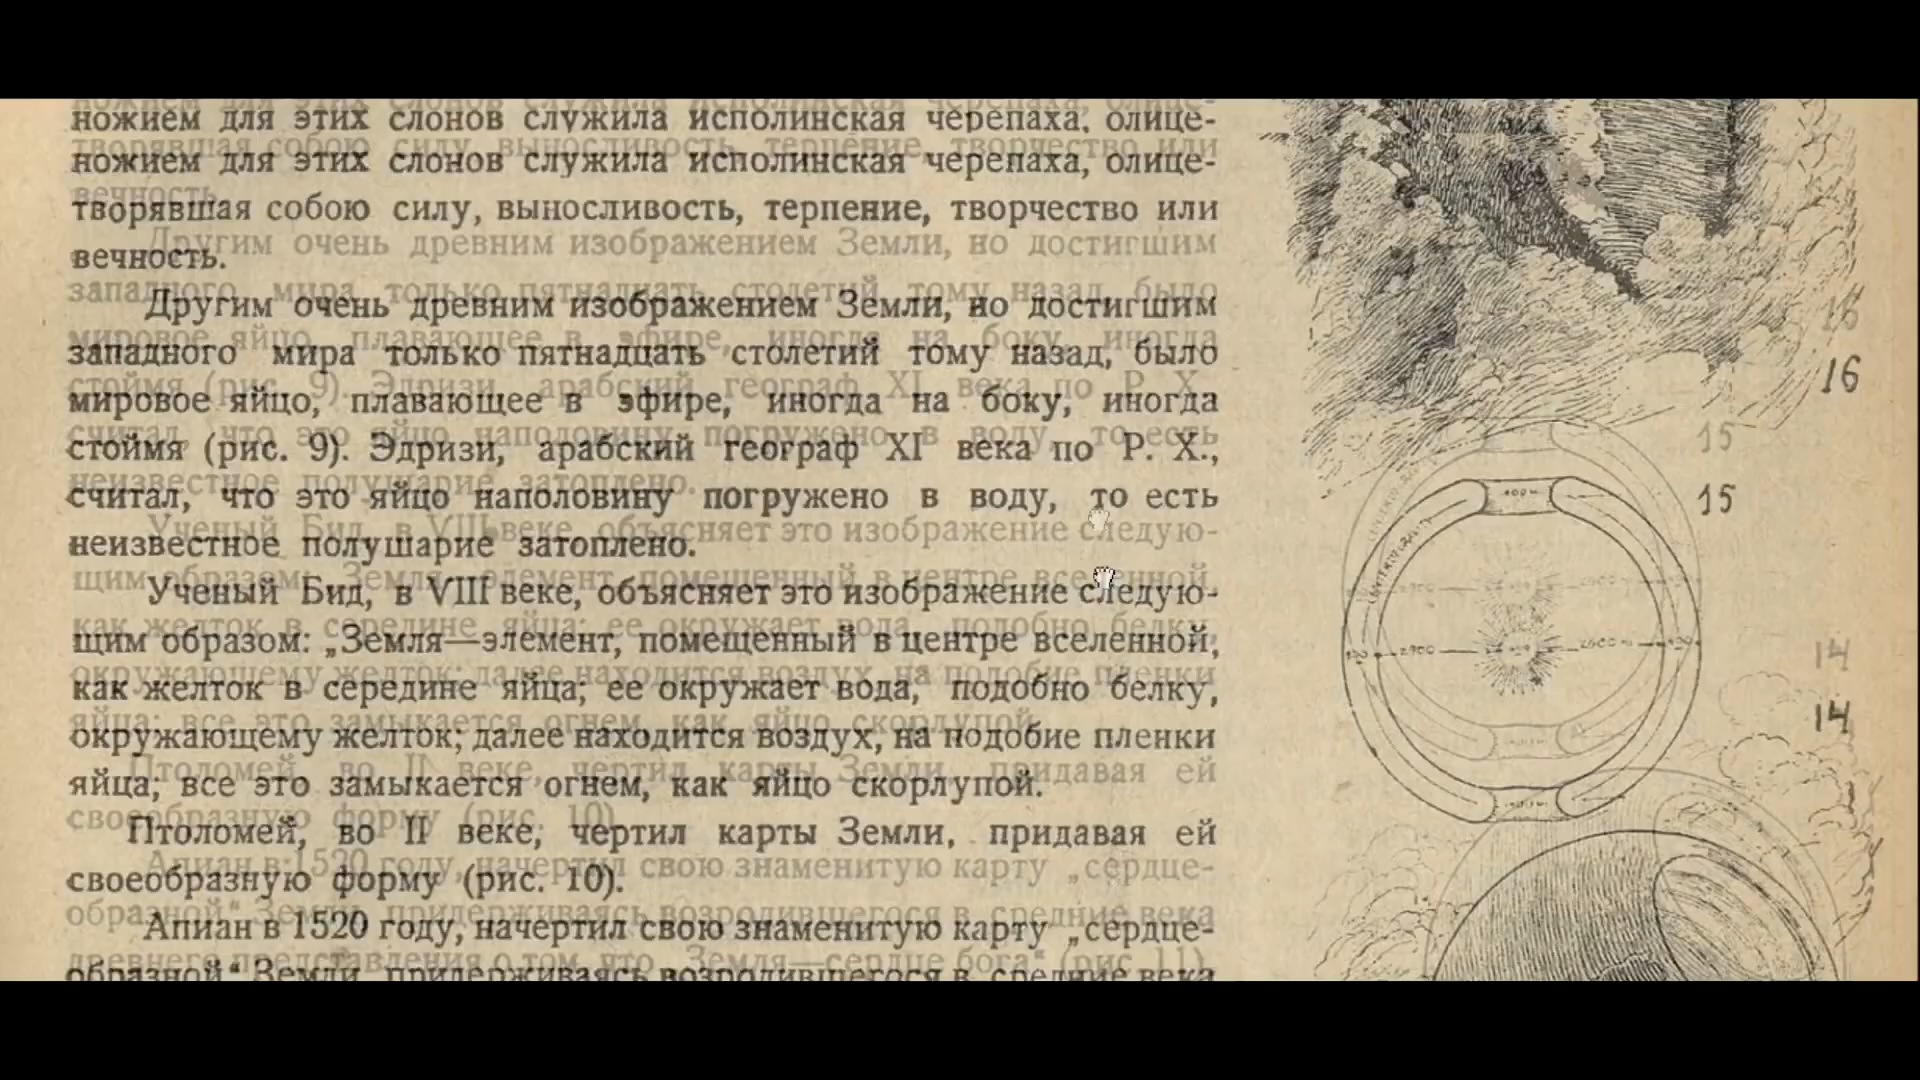 ножием для этих слонов служила исполинская черепаха, олице-
ножием для этих слонов служила исполинская черепаха, олице-
творявшая собою силу, выносливость, терпение, творчество или
вечность.
Другим очень древним изображением Земли, но достигшим
западного мира только пятнадцать столетий тому назад, было
мировое яйцо, плавающее в эфире, иногда на боку, иногда
стоймя (рис. 9). Эдризи, арабский географ XI века по Р. Х.,
считал, что это яйцо наполовину погружено в воду, то есть
неизвестное полушарие затоплено.
Ученый Бид, в VIII веке, объясняет это изображение следую-
щим образом: „Земля—элемент, помещенный в центре вселенной,
как желток в середине яйца; ее окружает вода, подобно белку,
окружающему желток; далее находится воздух, на подобие пленки
яйца; все это замыкается огнем, как яйцо скорлупой.
Птоломей, во II веке, чертил карты Земли, придавая ей
своеобразную форму (рис. 10).
Апиан в 1520 году, начертил свою знаменитую карту „сердце-
образной“ Земли, придерживаясь возродившегося в средние века
16
15
14